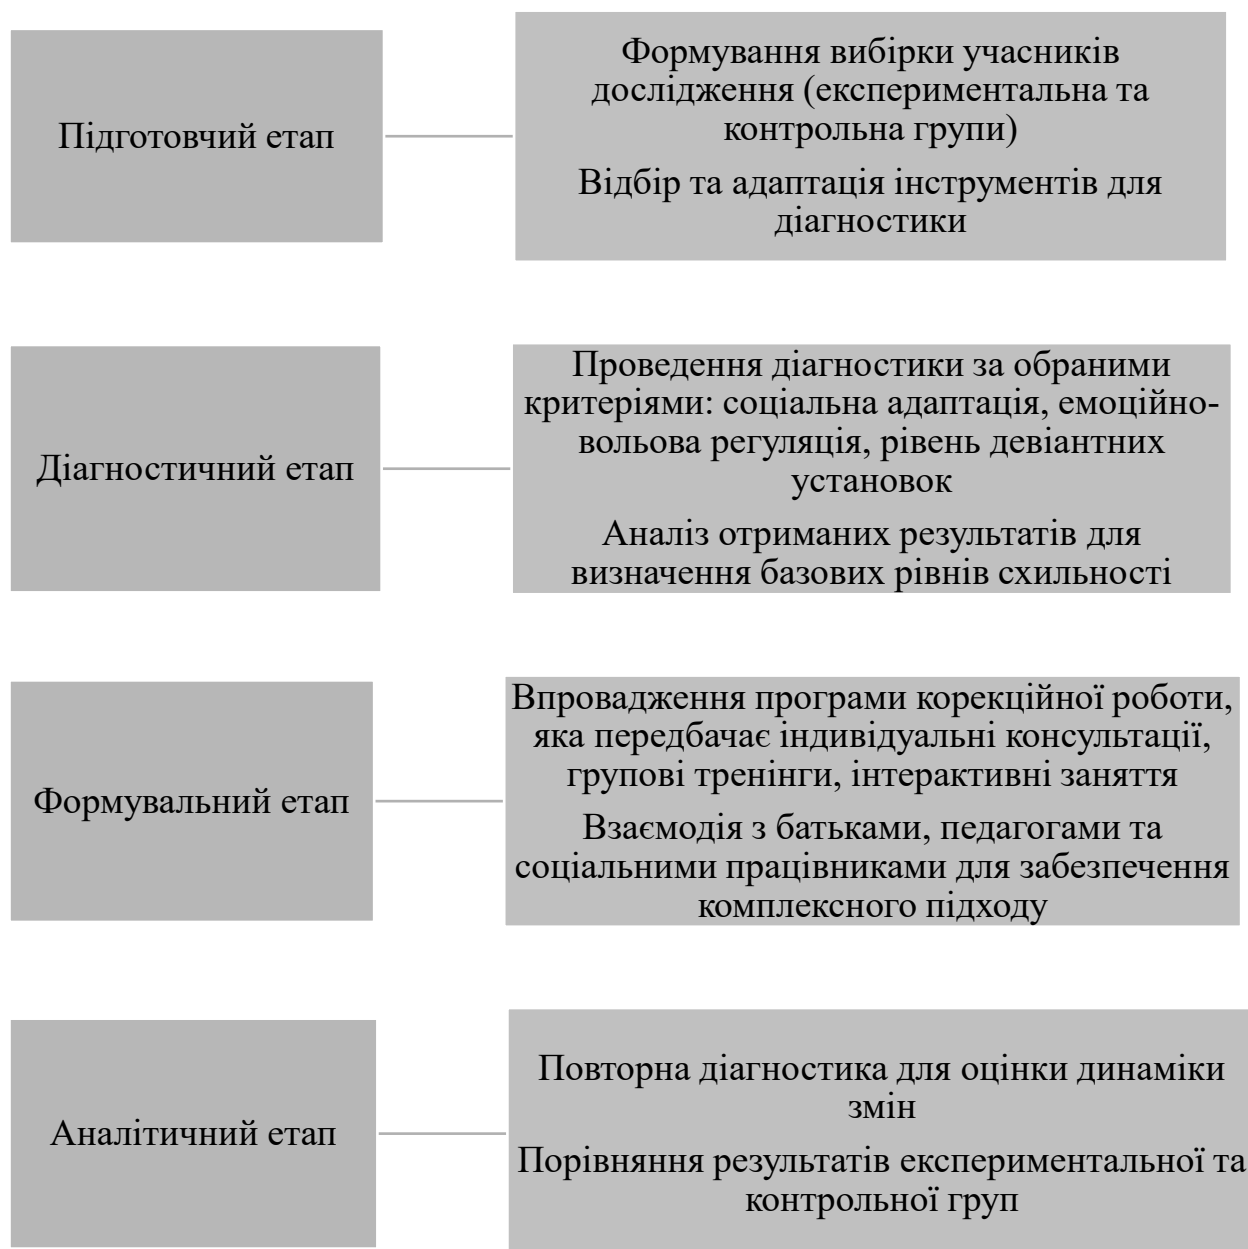 Підготовчий етап
Формування вибірки учасників
дослідження (експериментальна та
контрольна групи)
Відбір та адаптація інструментів для
діагностики
Діагностичний етап
Проведення діагностики за обраними
критеріями: соціальна адаптація, емоційно-
вольова регуляція, рівень девіантних
установок
Аналіз отриманих результатів для
визначення базових рівнів схильності
Формувальний етап
Впровадження програми корекційної роботи,
яка передбачає індивідуальні консультації,
групові тренінги, інтерактивні заняття
Взаємодія з батьками, педагогами та
соціальними працівниками для забезпечення
комплексного підходу
Аналітичний етап
Повторна діагностика для оцінки динаміки
змін
Порівняння результатів експериментальної та
контрольної груп